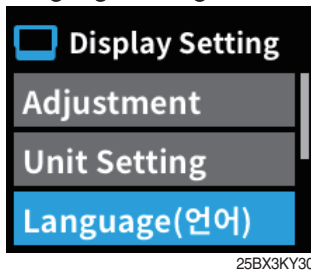 Display Setting
Adjustment
Unit Setting
Language(언어)
25BX3KY30